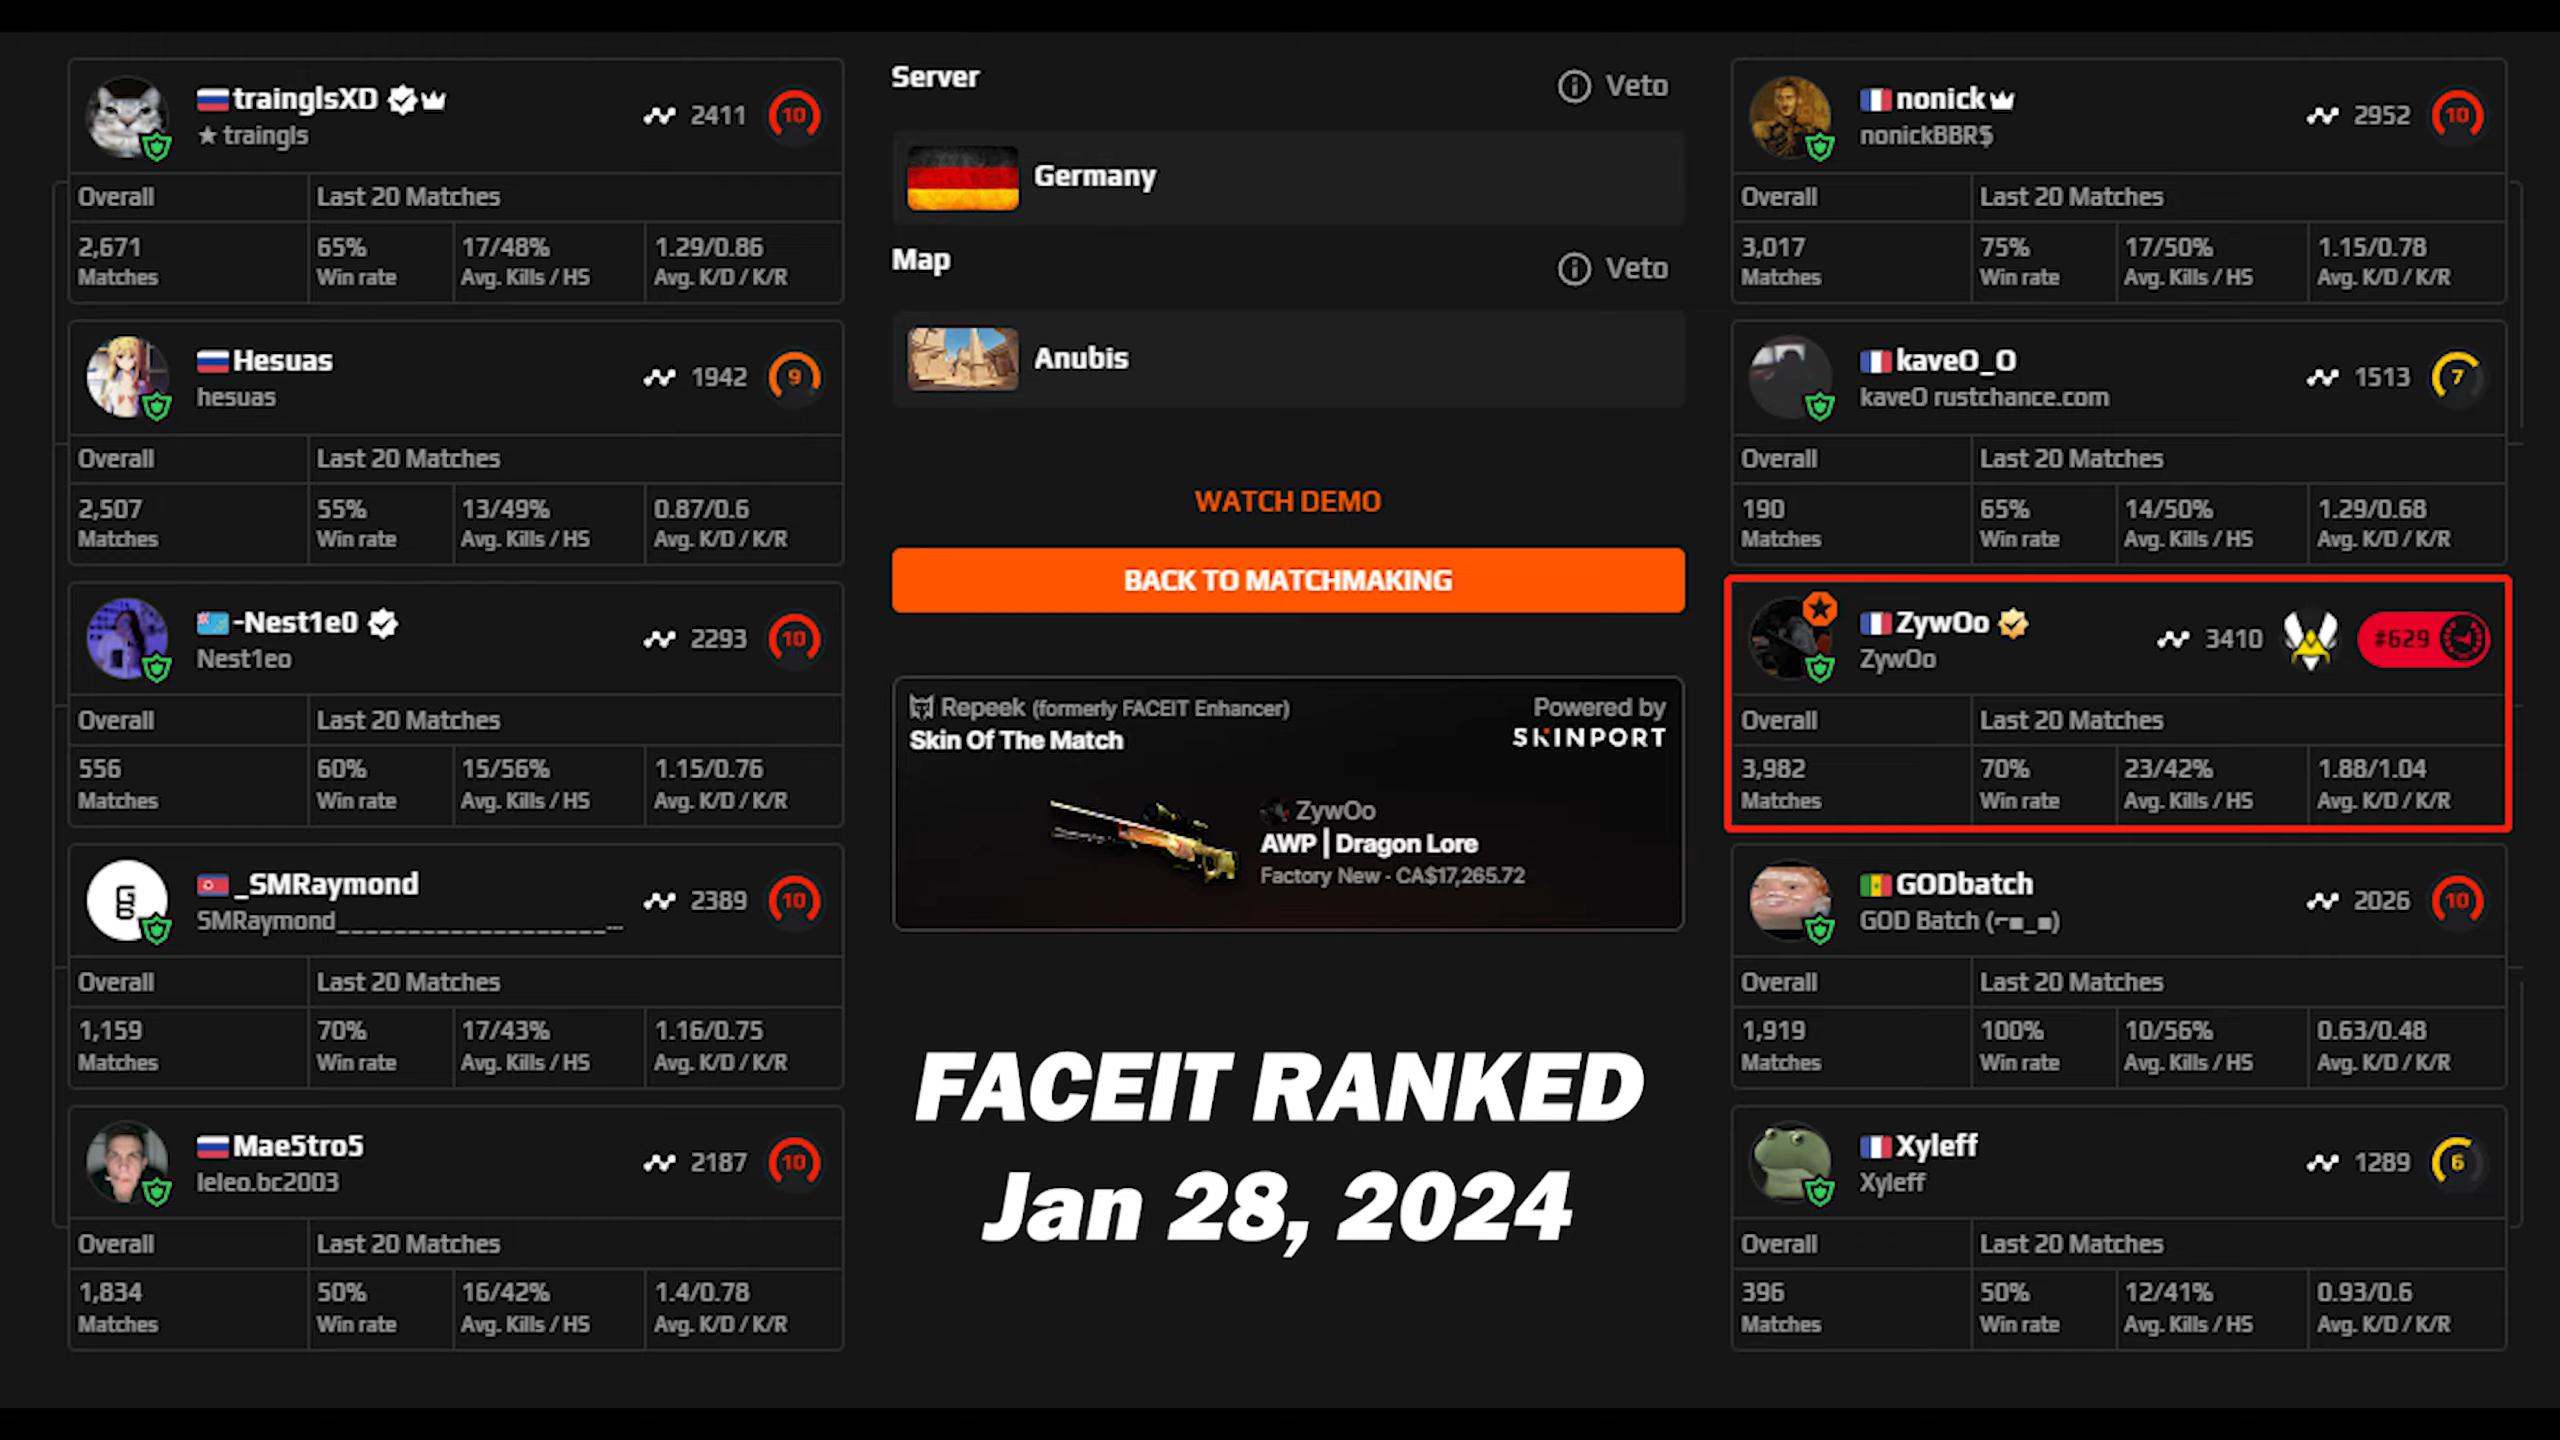 trainglsXD
★ traingls
2411
10
Overall
Last 20 Matches
2,671
65%
17/48%
1.29/0.86
Matches
Win rate
Avg. Kills / HS
Avg. K/D / K/R
Hesuas
hesuas
1942
9
Overall
Last 20 Matches
2,507
55%
13/49%
0.87/0.6
Matches
Win rate
Avg. Kills / HS
Avg. K/D / K/R
-Nest1e0
Nest1eo
2293
10
Overall
Last 20 Matches
556
60%
15/56%
1.15/0.76
Matches
Win rate
Avg. Kills / HS
Avg. K/D / K/R
_SMRaymond
SMRaymond___________________...
2389
10
Overall
Last 20 Matches
1,159
70%
17/43%
1.16/0.75
Matches
Win rate
Avg. Kills / HS
Avg. K/D / K/R
Mae5tro5
leleo.bc2003
2187
10
Overall
Last 20 Matches
1,834
50%
16/42%
1.4/0.78
Matches
Win rate
Avg. Kills / HS
Avg. K/D / K/R
Server
Veto
Germany
Map
Veto
Anubis
WATCH DEMO
BACK TO MATCHMAKING
Repeek (formerly FACEIT Enhancer)
Skin Of The Match
Powered by
SKINPORT
ZywOo
AWP | Dragon Lore
Factory New - CA$17,265.72
FACEIT RANKED
Jan 28, 2024
nonick
nonickBBR$
2952
10
Overall
Last 20 Matches
3,017
75%
17/50%
1.15/0.78
Matches
Win rate
Avg. Kills / HS
Avg. K/D / K/R
kaveO_O
kaveO rustchance.com
1513
7
Overall
Last 20 Matches
190
65%
14/50%
1.29/0.68
Matches
Win rate
Avg. Kills / HS
Avg. K/D / K/R
ZywOo
ZywOo
3410
#629
Overall
Last 20 Matches
3,982
70%
23/42%
1.88/1.04
Matches
Win rate
Avg. Kills / HS
Avg. K/D / K/R
GODbatch
GOD Batch (⌐■_■)
2026
10
Overall
Last 20 Matches
1,919
100%
10/56%
0.63/0.48
Matches
Win rate
Avg. Kills / HS
Avg. K/D / K/R
Xyleff
Xyleff
1289
6
Overall
Last 20 Matches
396
50%
12/41%
0.93/0.6
Matches
Win rate
Avg. Kills / HS
Avg. K/D / K/R